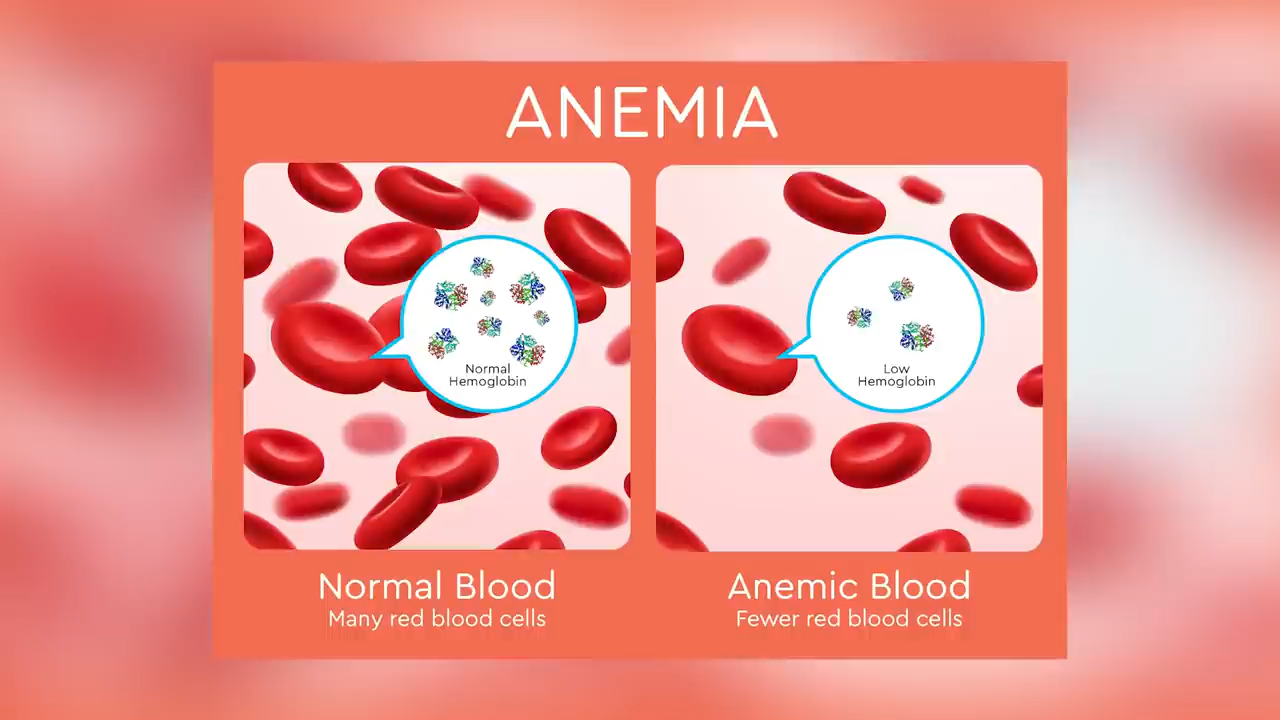 ANEMIA
Normal
Hemoglobin
Low
Hemoglobin
Normal Blood
Many red blood cells
Anemic Blood
Fewer red blood cells